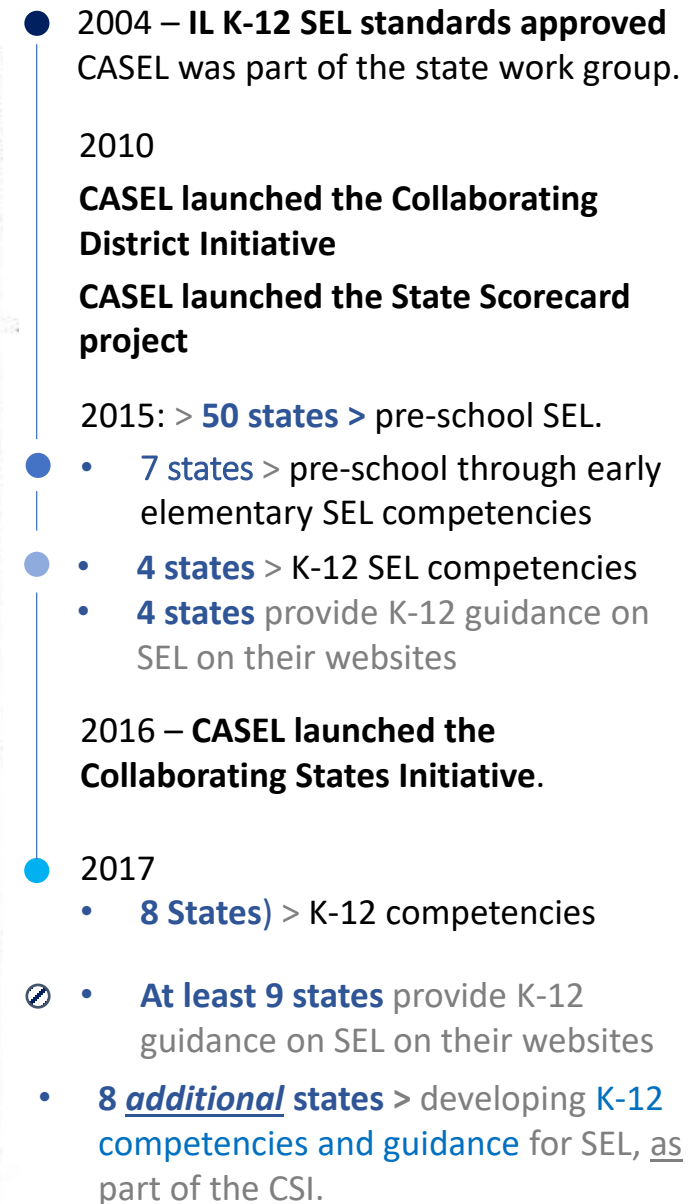 2004 – IL K-12 SEL standards approved
CASEL was part of the state work group.
2010
CASEL launched the Collaborating
District Initiative
CASEL launched the State Scorecard
project
2015: > 50 states > pre-school SEL.
• 7 states > pre-school through early
elementary SEL competencies
• 4 states > K-12 SEL competencies
• 4 states provide K-12 guidance on
SEL on their websites
2016 – CASEL launched the
Collaborating States Initiative.
2017
• 8 States) > K-12 competencies
• At least 9 states provide K-12
guidance on SEL on their websites
• 8 additional states > developing K-12
competencies and guidance for SEL, as
part of the CSI.